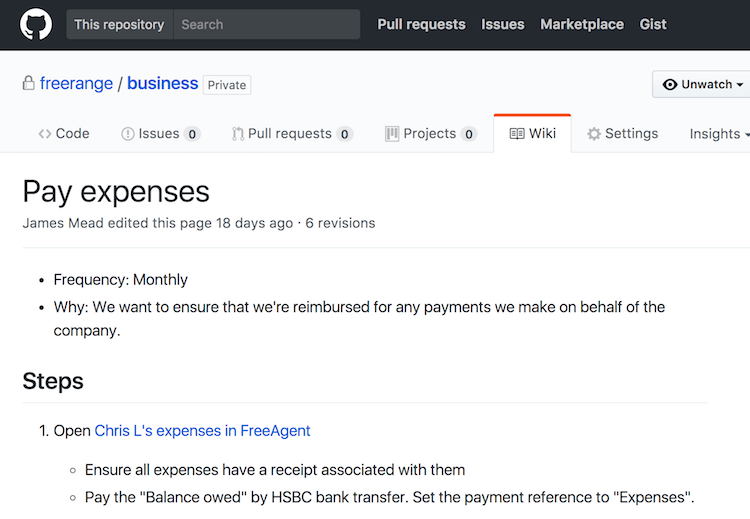 This repository Search Pull requests Issues Marketplace Gist
freerange / business Private Unwatch
Code Issues 0 Pull requests 0 Projects 0 Wiki Settings Insights
Pay expenses
James Mead edited this page 18 days ago · 6 revisions
• Frequency: Monthly
• Why: We want to ensure that we're reimbursed for any payments we make on behalf of the
company.
Steps
1. Open Chris L's expenses in FreeAgent
◦ Ensure all expenses have a receipt associated with them
◦ Pay the "Balance owed" by HSBC bank transfer. Set the payment reference to "Expenses".